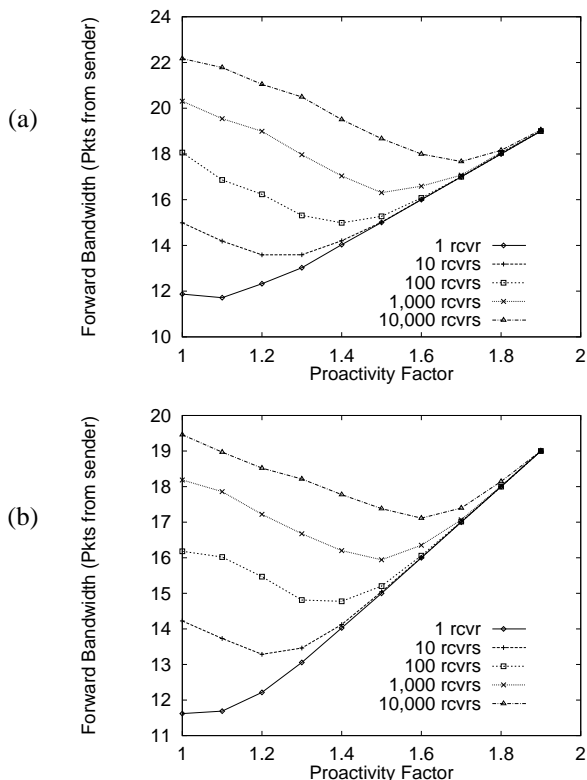 (a)
Forward Bandwidth (Pkts from sender)
24
22
20
18
16
14
12
10
1 rcvr
10 rcvrs
100 rcvrs
1,000 rcvrs
10,000 rcvrs
1 1.2 1.4 1.6 1.8 2
Proactivity Factor
(b)
Forward Bandwidth (Pkts from sender)
20
19
18
17
16
15
14
13
12
11
1 rcvr
10 rcvrs
100 rcvrs
1,000 rcvrs
10,000 rcvrs
1 1.2 1.4 1.6 1.8 2
Proactivity Factor